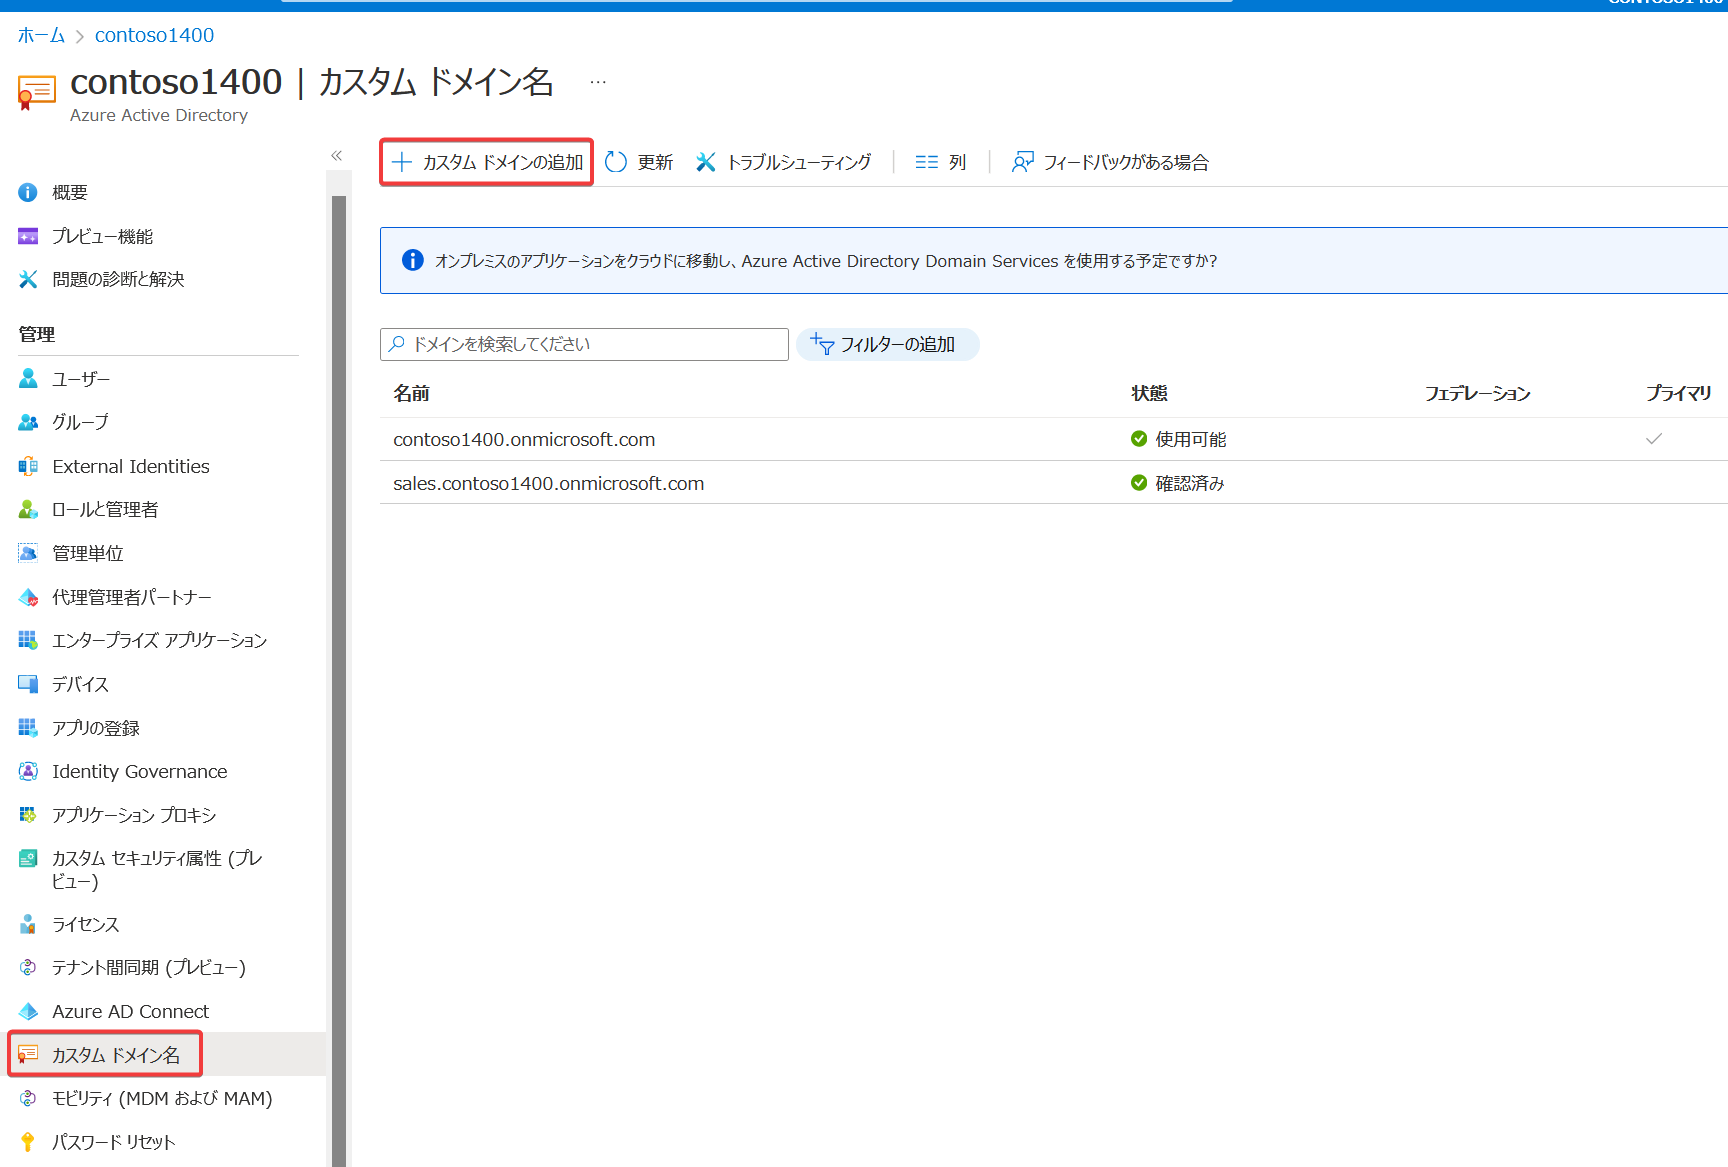 ホーム > contoso1400
contoso1400 | カスタム ドメイン名 …
Azure Active Directory
«
概要
プレビュー機能
問題の診断と解決
管理
ユーザー
グループ
External Identities
ロールと管理者
管理単位
代理管理者パートナー
エンタープライズ アプリケーション
デバイス
アプリの登録
Identity Governance
アプリケーション プロキシ
カスタム セキュリティ属性 (プレ
ビュー)
ライセンス
テナント間同期 (プレビュー)
Azure AD Connect
カスタム ドメイン名
モビリティ (MDM および MAM)
パスワード リセット
カスタム ドメインの追加 更新 トラブルシューティング 列 フィードバックがある場合
オンプレミスのアプリケーションをクラウドに移動し、Azure Active Directory Domain Services を使用する予定ですか?
ドメインを検索してください フィルターの追加
名前 状態 フェデレーション プライマリ
contoso1400.onmicrosoft.com 使用可能
sales.contoso1400.onmicrosoft.com 確認済み